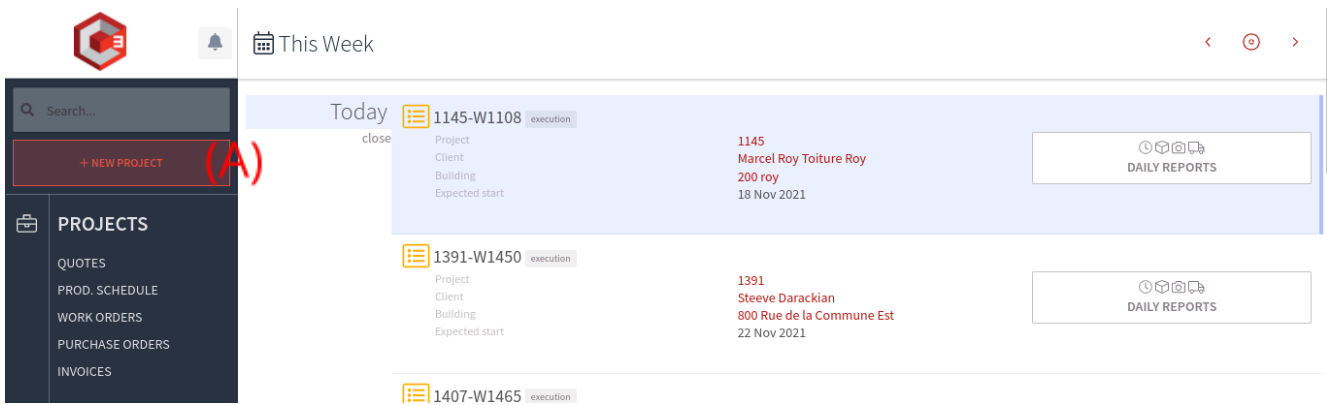 This Week
Search...
+ NEW PROJECT
(A)
PROJECTS
QUOTES
PROD. SCHEDULE
WORK ORDERS
PURCHASE ORDERS
INVOICES
Today
close
1145-W1108 execution
Project 1145
Client Marcel Roy Toiture Roy
Building 200 roy
Expected start 18 Nov 2021
DAILY REPORTS
1391-W1450 execution
Project 1391
Client Steeve Darackian
Building 800 Rue de la Commune Est
Expected start 22 Nov 2021
DAILY REPORTS
1407-W1465 execution